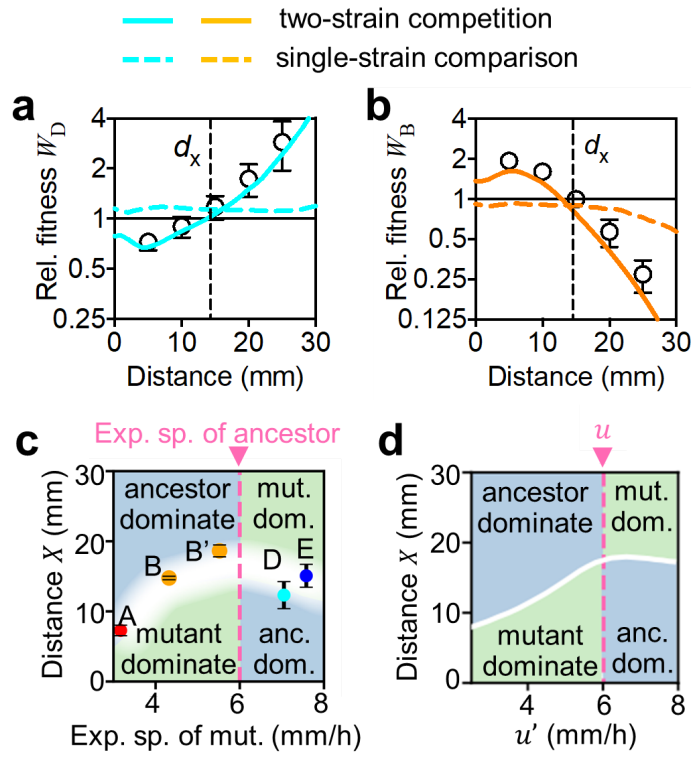 two-strain competition
single-strain comparison
a
b
Rel. fitness W_D
4
2
1
0.5
0.25
d_x
0 10 20 30
Distance (mm)
Rel. fitness W_B
4
2
1
0.5
0.25
0.125
d_x
0 10 20 30
Distance (mm)
c
Exp. sp. of ancestor
d
u
Distance X (mm)
30
20
10
0
ancestor
dominate
mut.
dom.
A
B
B’
D
E
mutant
dominate
anc.
dom.
4 6 8
Exp. sp. of mut. (mm/h)
Distance (mm)
30
20
10
0
ancestor
dominate
mut.
dom.
mutant
dominate
anc.
dom.
4 6 8
u’ (mm/h)